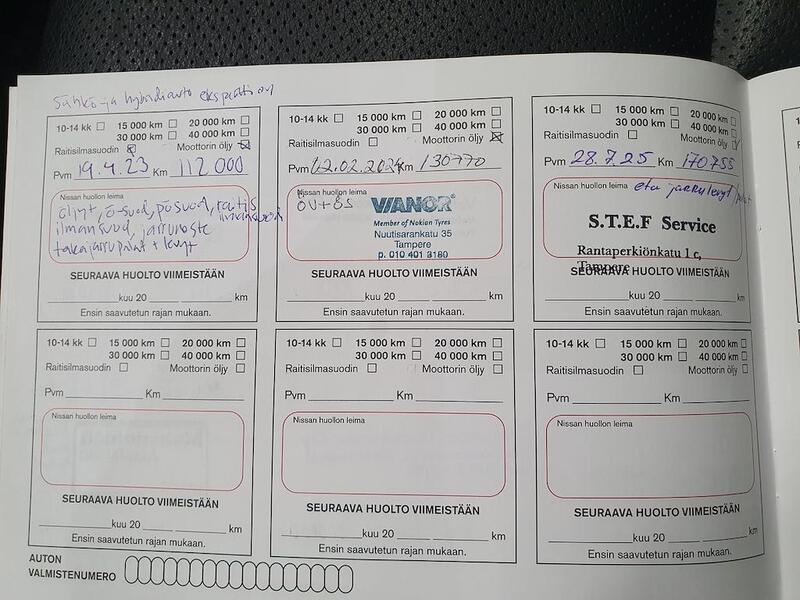 Sähkö-ja hybridiauto ekspertti oy
10-14 kk 15 000 km 20 000 km
30 000 km 40 000 km
Raitisilmasuodin Moottorin öljy
Pvm 19.4.23 Km 112 000
Nissan huollon leima
öljyt, ö-suod, pösuod, raitis
ilmansuod
ilmansuod, jarruneste
takajarrupalat + levyt
SEURAAVA HUOLTO VIIMEISTÄÄN
kuu 20 km
Ensin saavutetun rajan mukaan.
10-14 kk 15 000 km 20 000 km
30 000 km 40 000 km
Raitisilmasuodin Moottorin öljy
Pvm 12.02.2024 Km 130770
Nissan huollon leima
ÖV+ÖS
VIANOR
Member of Nokian Tyres
Nuutisarankatu 35
Tampere
p. 010 401 3180
SEURAAVA HUOLTO VIIMEISTÄÄN
kuu 20 km
Ensin saavutetun rajan mukaan.
10-14 kk 15 000 km 20 000 km
30 000 km 40 000 km
Raitisilmasuodin Moottorin öljy
Pvm 28.7.25 Km 170755
Nissan huollon leima
etu jarrulevyt/palat
S.T.E.F Service
Rantaperkiönkatu 1 c,
Tampere
SEURAAVA HUOLTO VIIMEISTÄÄN
kuu 20 km
Ensin saavutetun rajan mukaan.
10-14 kk 15 000 km 20 000 km
30 000 km 40 000 km
Raitisilmasuodin Moottorin öljy
Pvm Km
Nissan huollon leima
SEURAAVA HUOLTO VIIMEISTÄÄN
kuu 20 km
Ensin saavutetun rajan mukaan.
10-14 kk 15 000 km 20 000 km
30 000 km 40 000 km
Raitisilmasuodin Moottorin öljy
Pvm Km
Nissan huollon leima
SEURAAVA HUOLTO VIIMEISTÄÄN
kuu 20 km
Ensin saavutetun rajan mukaan.
10-14 kk 15 000 km 20 000 km
30 000 km 40 000 km
Raitisilmasuodin Moottorin öljy
Pvm Km
Nissan huollon leima
SEURAAVA HUOLTO VIIMEISTÄÄN
kuu 20 km
Ensin saavutetun rajan mukaan.
AUTON
VALMISTENUMERO